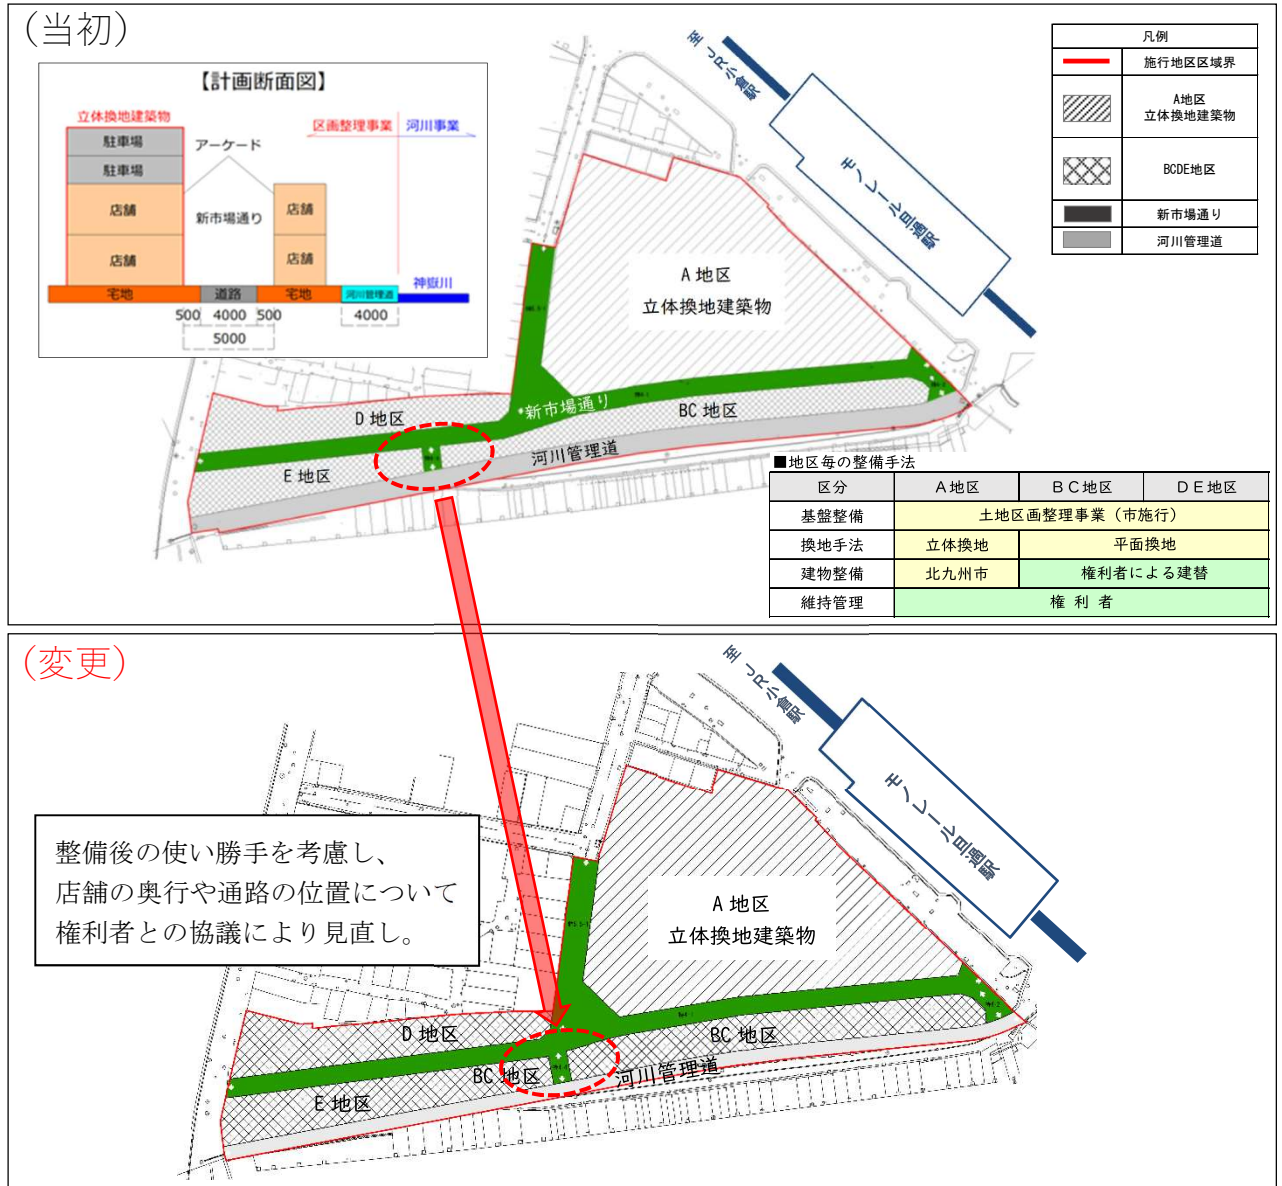 （当初）
【計画断面図】
立体換地建築物
区画整理事業
河川事業
駐車場
アーケード
駐車場
店舗
新市場通り
店舗
店舗
店舗
神嶽川
宅地
道路
宅地
河川管理道
500
4000
500
4000
5000
至 JR小倉駅
モノレール旦過駅
凡例
施行地区区域界
A地区
立体換地建築物
BCDE地区
新市場通り
河川管理道
A 地区
立体換地建築物
D 地区
新市場通り
BC 地区
E 地区
河川管理道
■地区毎の整備手法
区分
A地区
BC地区
DE地区
基盤整備
土地区画整理事業（市施行）
換地手法
立体換地
平面換地
建物整備
北九州市
権利者による建替
維持管理
権 利 者
（変更）
至 JR小倉駅
モノレール旦過駅
整備後の使い勝手を考慮し、
店舗の奥行や通路の位置について
権利者との協議により見直し。
A 地区
立体換地建築物
D 地区
BC 地区
BC 地区
河川管理道
E 地区